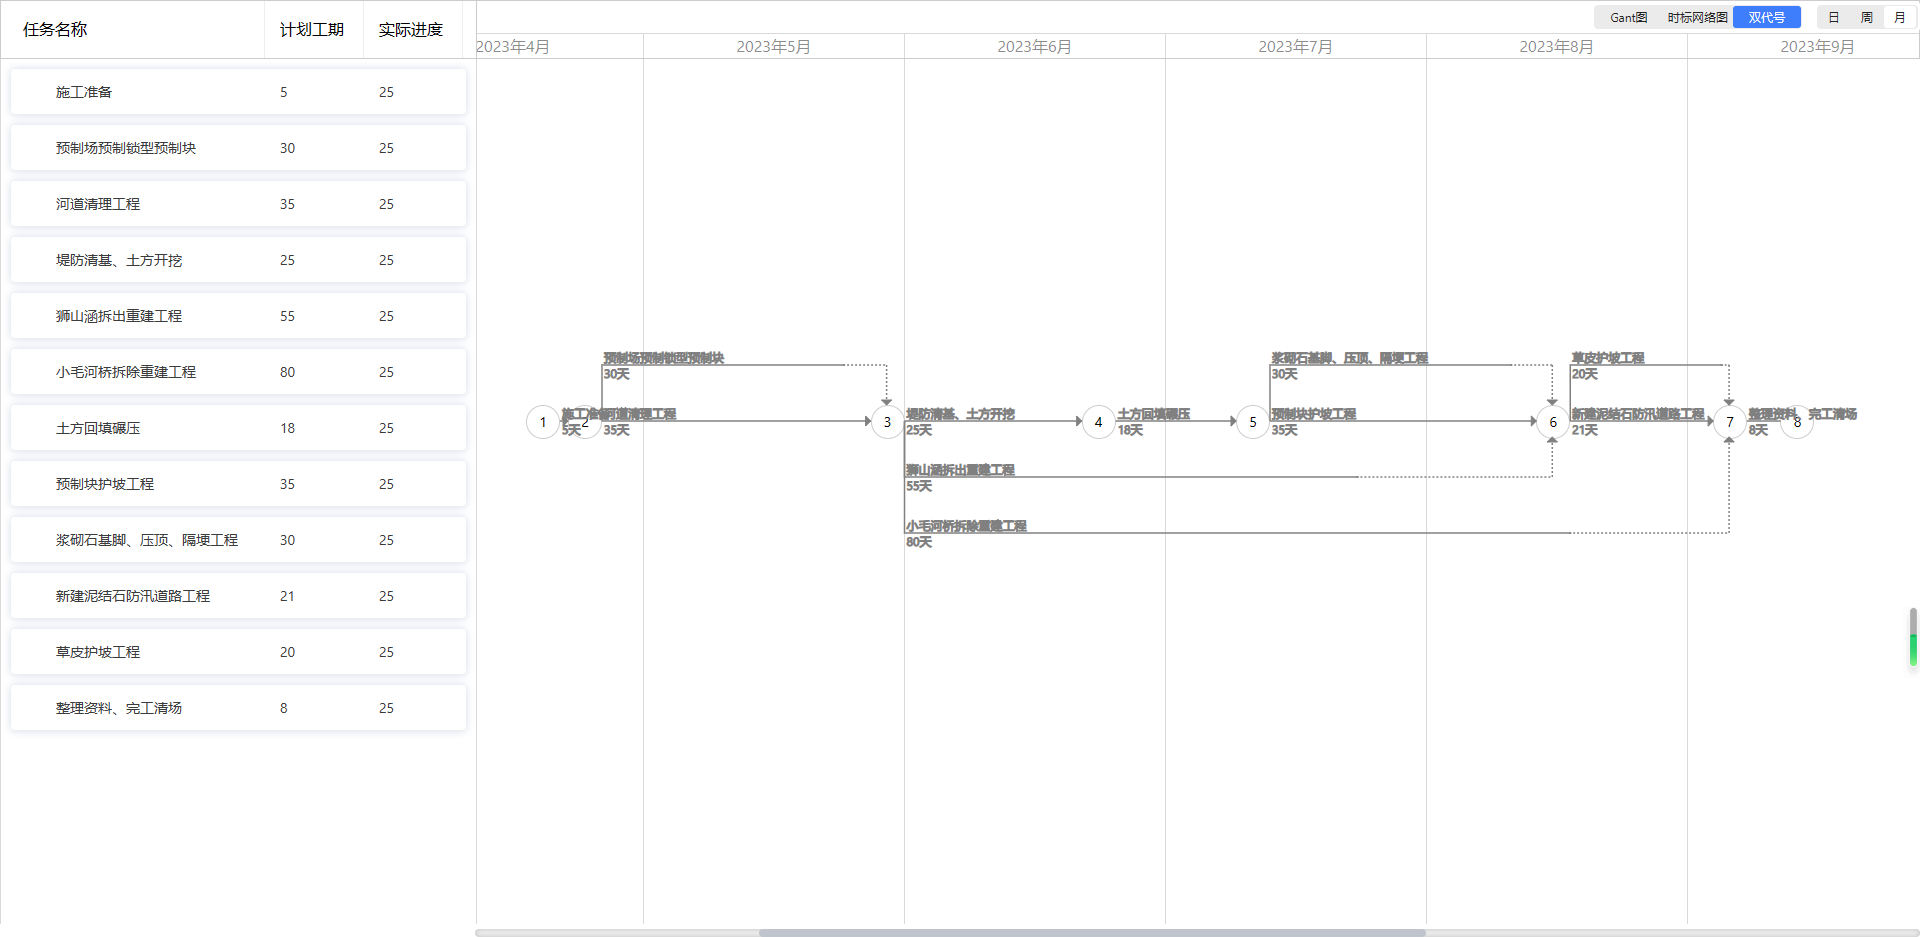 任务名称 计划工期 实际进度
Gant图 时标网络图 双代号 日 周 月
2023年4月 2023年5月 2023年6月 2023年7月 2023年8月 2023年9月
施工准备 5 25
预制场预制锁型预制块 30 25
河道清理工程 35 25
堤防清基、土方开挖 25 25
狮山涵拆出重建工程 55 25
小毛河桥拆除重建工程 80 25
土方回填碾压 18 25
预制块护坡工程 35 25
浆砌石基脚、压顶、隔埂工程 30 25
新建泥结石防汛道路工程 21 25
草皮护坡工程 20 25
整理资料、完工清场 8 25
预制场预制锁型预制块 浆砌石基脚、压顶、隔埂工程 草皮护坡工程
30天 30天 20天
施工准备 河道清理工程 堤防清基、土方开挖 土方回填碾压 预制块护坡工程 新建泥结石防汛道路工程 整理资料、完工清场
1 2 3 4 5 6 7 8
5天 35天 25天 18天 35天 21天 8天
狮山涵拆出重建工程
55天
小毛河桥拆除重建工程
80天